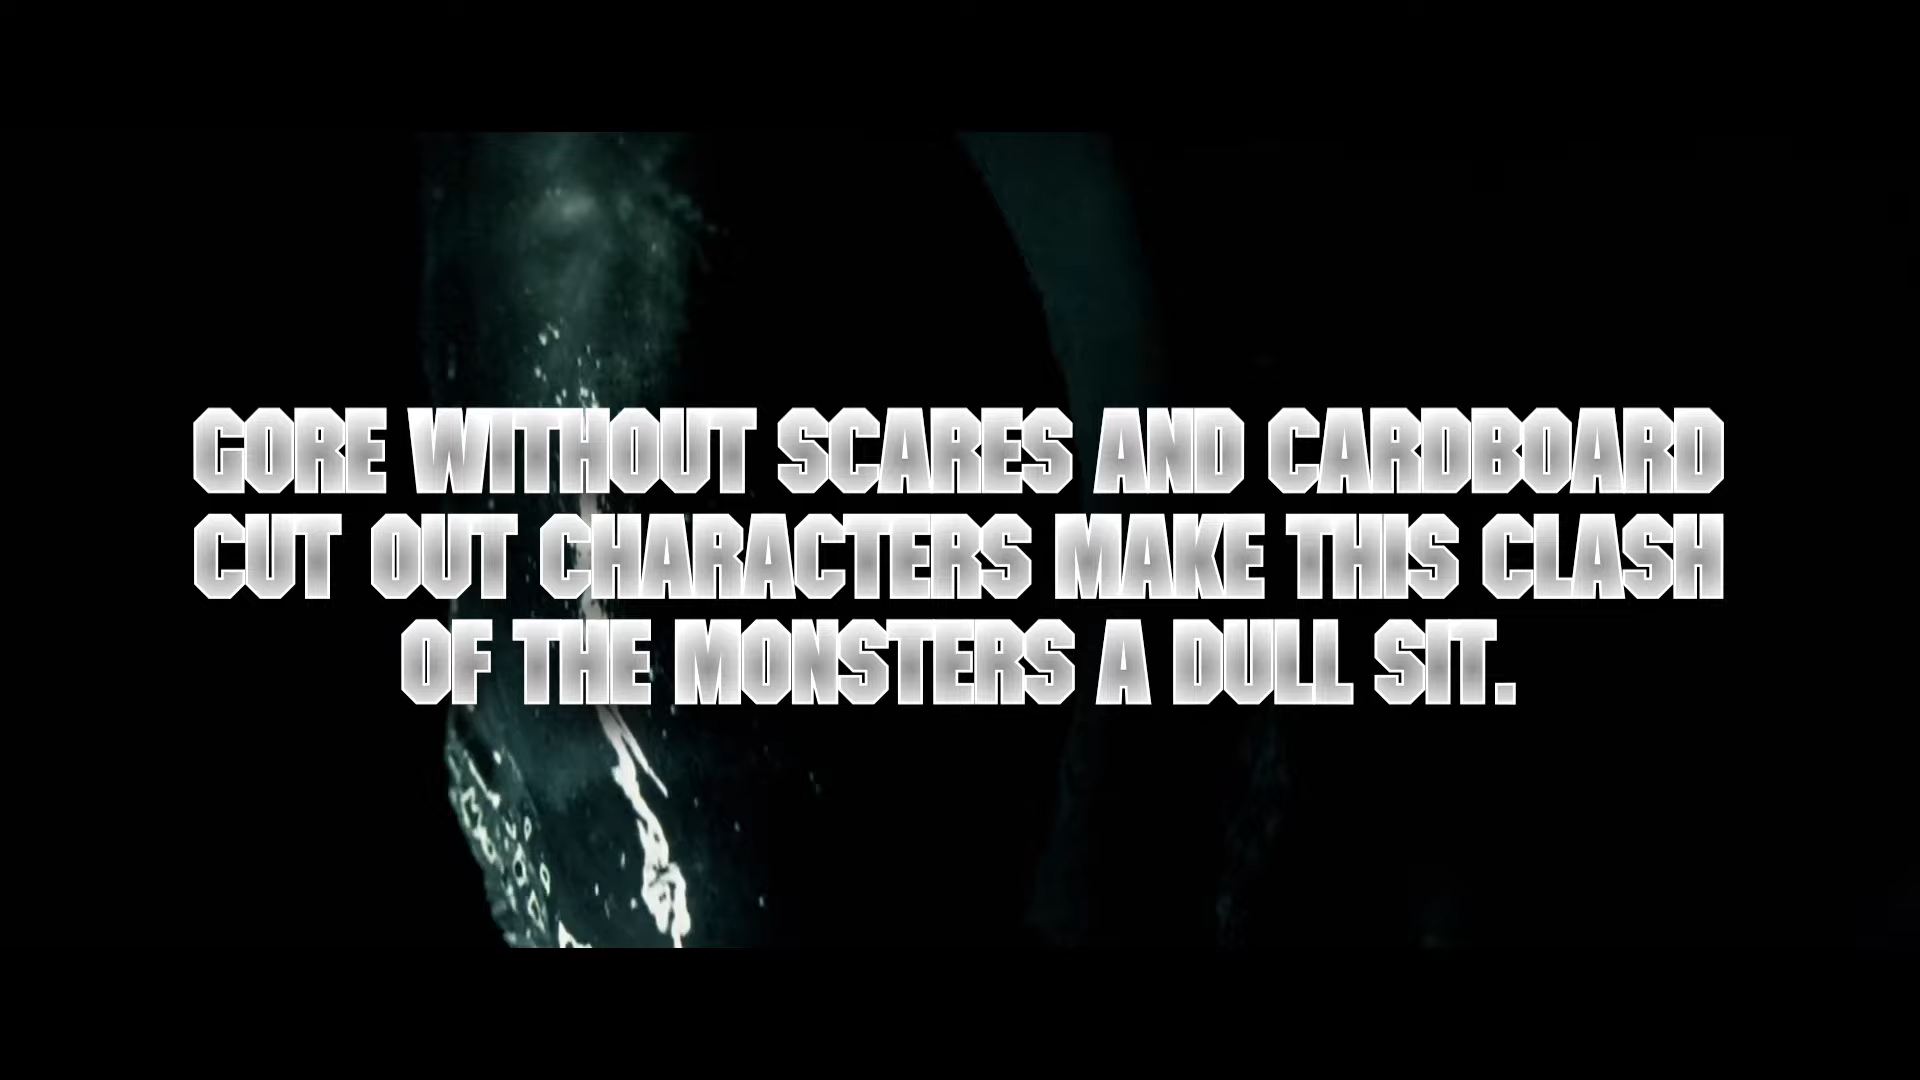 GORE WITHOUT SCARES AND CARDBOARD
CUT OUT CHARACTERS MAKE THIS CLASH
OF THE MONSTERS A DULL SIT.